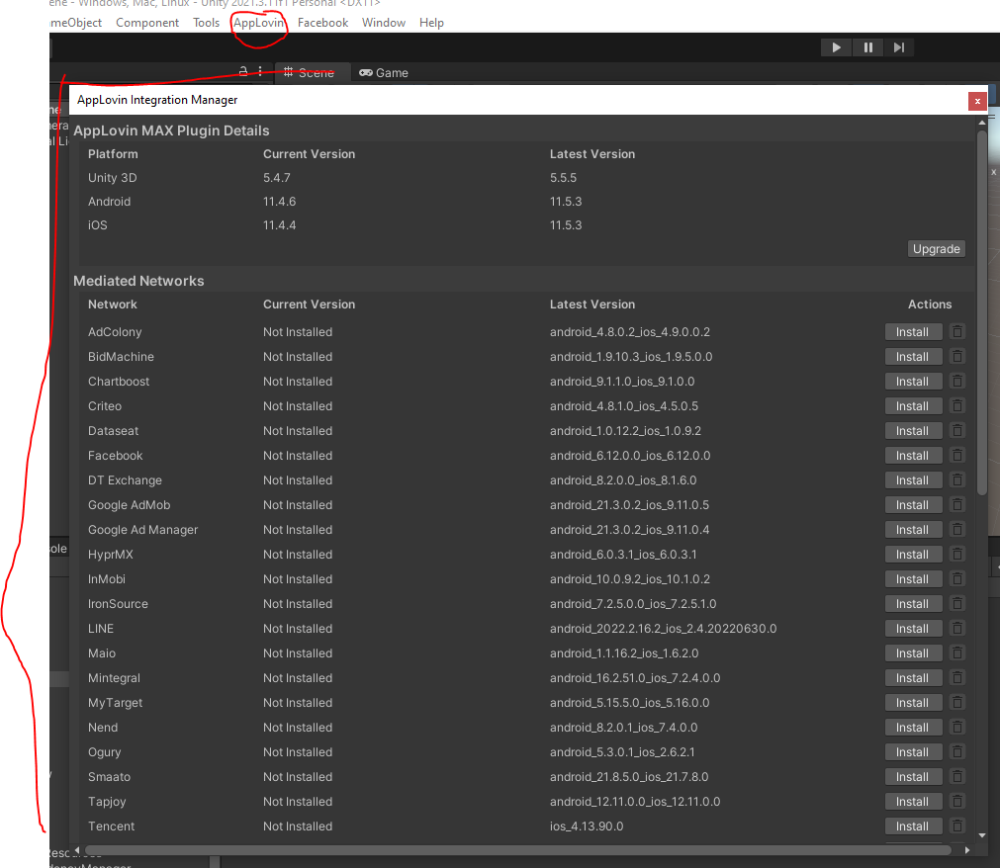 ene - Windows, Mac, Linux - Unity 2021.3.11f1 Personal <DX11>
meObject Component Tools AppLovin Facebook Window Help
Scene Game
AppLovin Integration Manager x
AppLovin MAX Plugin Details
Platform Current Version Latest Version
Unity 3D 5.4.7 5.5.5
Android 11.4.6 11.5.3
iOS 11.4.4 11.5.3
Upgrade
Mediated Networks
Network Current Version Latest Version Actions
AdColony Not Installed android_4.8.0.2_ios_4.9.0.0.2 Install
BidMachine Not Installed android_1.9.10.3_ios_1.9.5.0.0 Install
Chartboost Not Installed android_9.1.1.0_ios_9.1.0.0 Install
Criteo Not Installed android_4.8.1.0_ios_4.5.0.5 Install
Dataseat Not Installed android_1.0.12.2_ios_1.0.9.2 Install
Facebook Not Installed android_6.12.0.0_ios_6.12.0.0 Install
DT Exchange Not Installed android_8.2.0.0_ios_8.1.6.0 Install
Google AdMob Not Installed android_21.3.0.2_ios_9.11.0.5 Install
Google Ad Manager Not Installed android_21.3.0.2_ios_9.11.0.4 Install
HyprMX Not Installed android_6.0.3.1_ios_6.0.3.1 Install
InMobi Not Installed android_10.0.9.2_ios_10.1.0.2 Install
IronSource Not Installed android_7.2.5.0.0_ios_7.2.5.1.0 Install
LINE Not Installed android_2022.2.16.2_ios_2.4.20220630.0 Install
Maio Not Installed android_1.1.16.2_ios_1.6.2.0 Install
Mintegral Not Installed android_16.2.51.0_ios_7.2.4.0.0 Install
MyTarget Not Installed android_5.15.5.0_ios_5.16.0.0 Install
Nend Not Installed android_8.2.0.1_ios_7.4.0.0 Install
Ogury Not Installed android_5.3.0.1_ios_2.6.2.1 Install
Smaato Not Installed android_21.8.5.0_ios_21.7.8.0 Install
Tapjoy Not Installed android_12.11.0.0_ios_12.11.0.0 Install
Tencent Not Installed ios_4.13.90.0 Install